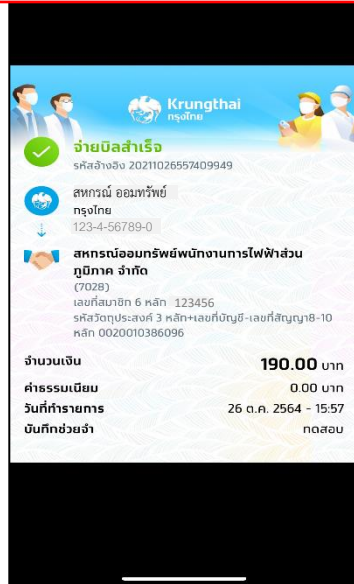 Krungthai
กรุงไทย
จ่ายบิลสำเร็จ
รหัสอ้างอิง 20211026557409949
สหกรณ์ ออมทรัพย์
กรุงไทย
123-4-56789-0
สหกรณ์ออมทรัพย์พนักงานการไฟฟ้าส่วน
ภูมิภาค จำกัด
(7028)
เลขที่สมาชิก 6 หลัก 123456
รหัสวัตถุประสงค์ 3 หลัก+เลขที่บัญชี-เลขที่สัญญา8-10
หลัก 0020010386096
จำนวนเงิน 190.00 บาท
ค่าธรรมเนียม 0.00 บาท
วันที่ทำรายการ 26 ต.ค. 2564 - 15:57
บันทึกช่วยจำ ทดสอบ